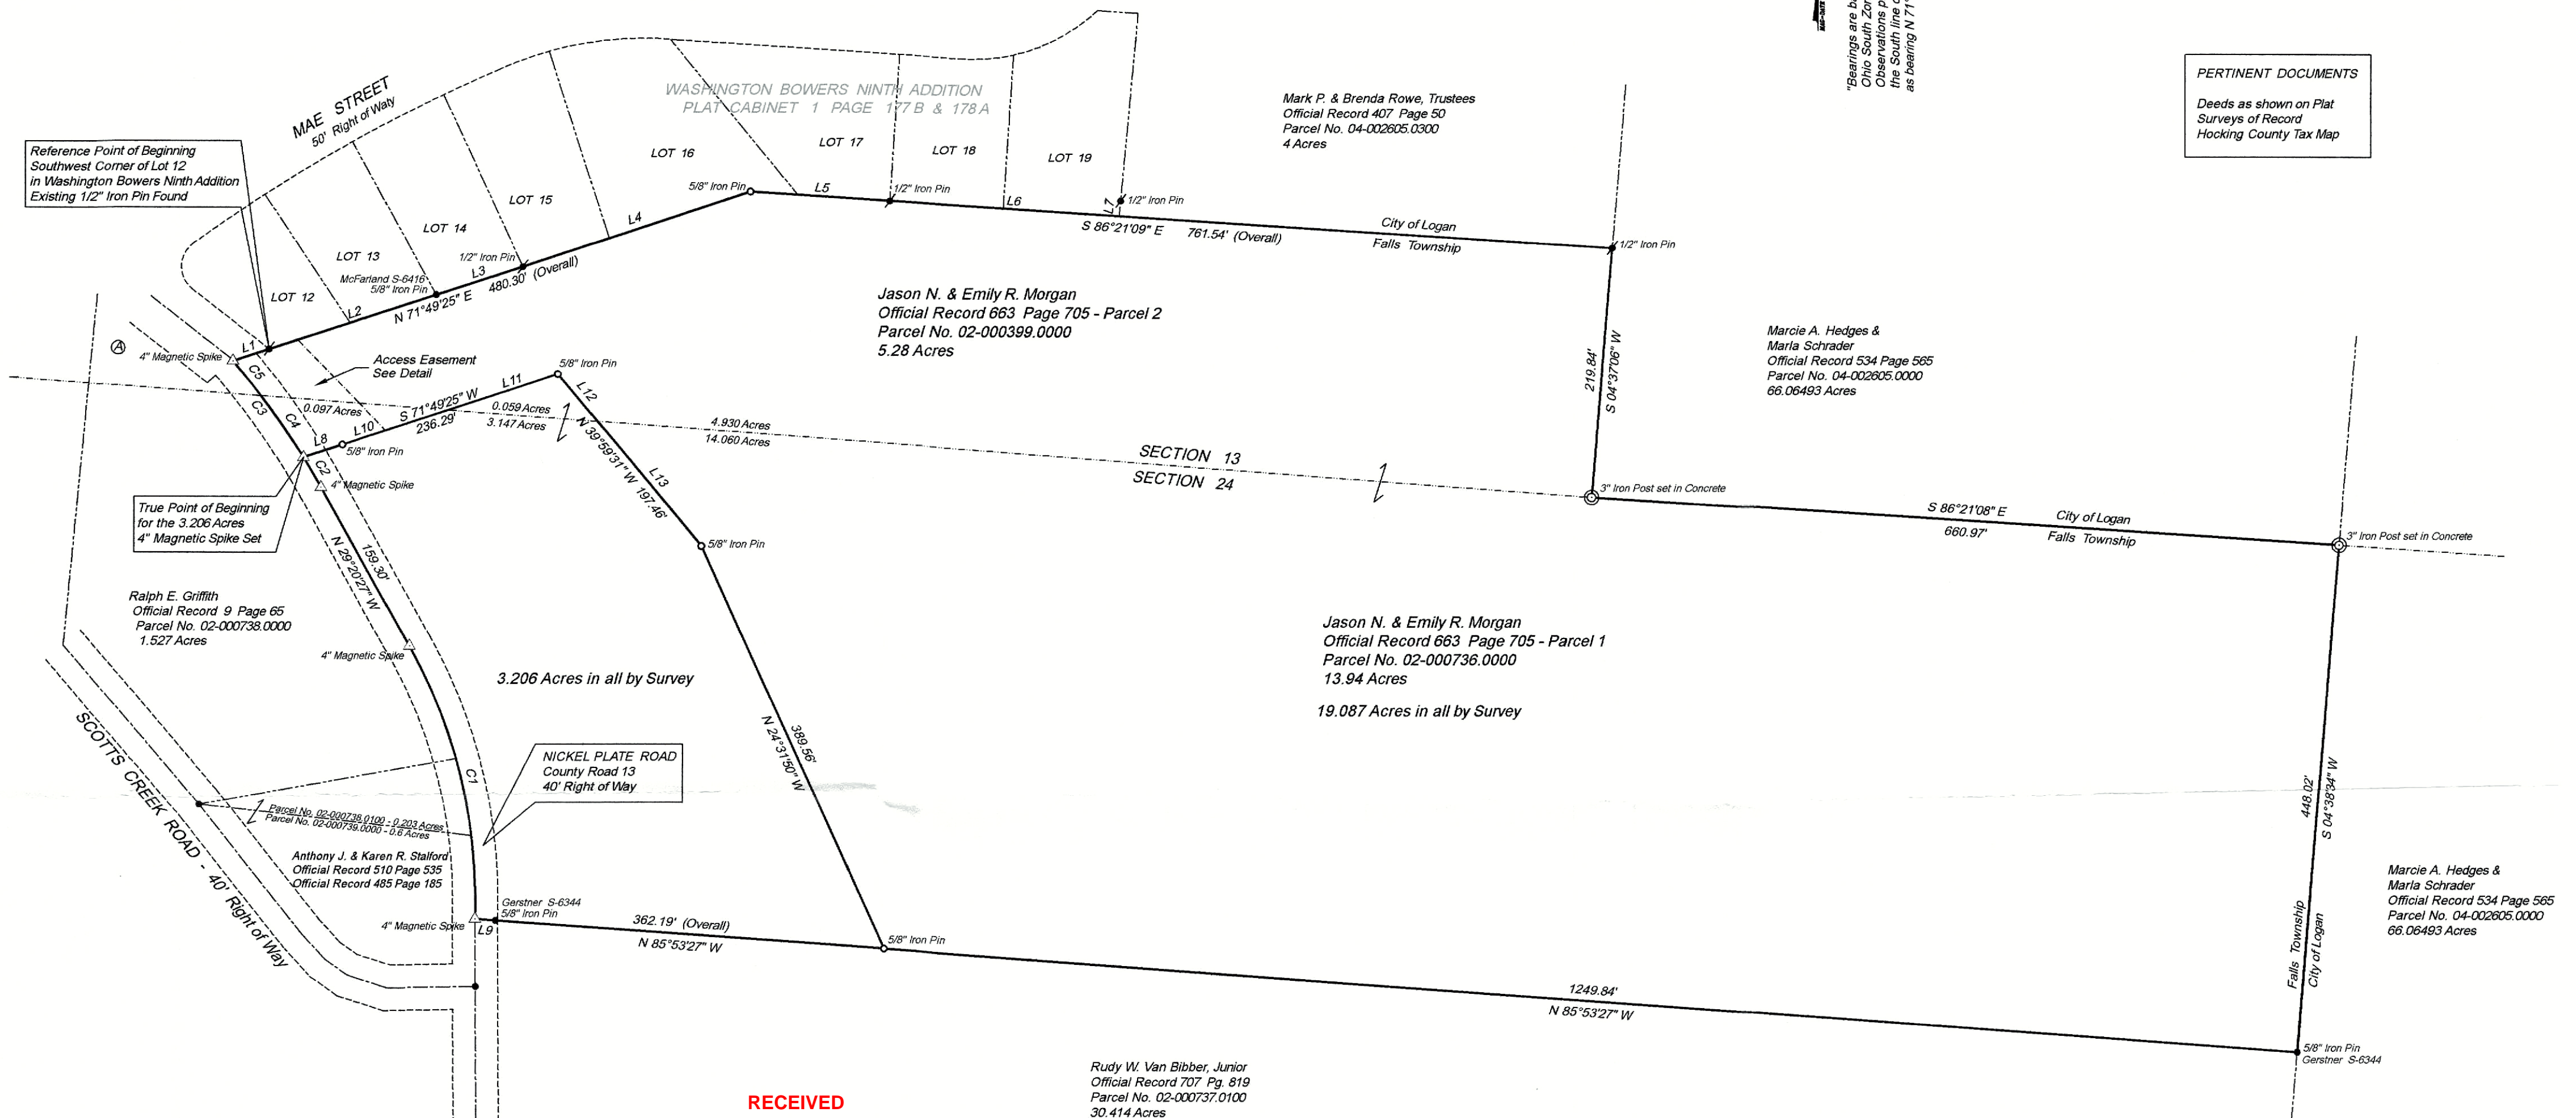 "Bearings are ba
Ohio South Zon
Observations p
the South line o
as bearing N 71°
PERTINENT DOCUMENTS
Deeds as shown on Plat
Surveys of Record
Hocking County Tax Map
MAE STREET
50' Right of Waty
WASHINGTON BOWERS NINTH ADDITION
PLAT CABINET 1 PAGE 177 B & 178 A
Mark P. & Brenda Rowe, Trustees
Official Record 407 Page 50
Parcel No. 04-002605.0300
4 Acres
Reference Point of Beginning
Southwest Corner of Lot 12
in Washington Bowers Ninth Addition
Existing 1/2" Iron Pin Found
LOT 12
LOT 13
LOT 14
LOT 15
LOT 16
LOT 17
LOT 18
LOT 19
5/8" Iron Pin
L5
1/2" Iron Pin
L6
L7
1/2" Iron Pin
S 86°21'09" E 761.54' (Overall)
City of Logan
Falls Township
1/2" Iron Pin
L4
1/2" Iron Pin
L3
McFarland S-6416
5/8" Iron Pin
L2
N 71°49'25" E 480.30' (Overall)
L1
4" Magnetic Spike
A
C5
C3
C4
Access Easement
See Detail
0.097 Acres
S 71°49'25" W
236.29'
L11
L10
L8
5/8" Iron Pin
5/8" Iron Pin
L12
0.059 Acres
3.147 Acres
N 39°59'31" W 197.46'
L13
4.930 Acres
14.060 Acres
SECTION 13
SECTION 24
Jason N. & Emily R. Morgan
Official Record 663 Page 705 - Parcel 2
Parcel No. 02-000399.0000
5.28 Acres
219.84'
S 04°37'06" W
Marcie A. Hedges &
Marla Schrader
Official Record 534 Page 565
Parcel No. 04-002605.0000
66.06493 Acres
3" Iron Post set in Concrete
S 86°21'08" E
660.97'
City of Logan
Falls Township
3" Iron Post set in Concrete
C2
4" Magnetic Spike
True Point of Beginning
for the 3.206 Acres
4" Magnetic Spike Set
159.30'
N 29°20'27" W
5/8" Iron Pin
Ralph E. Griffith
Official Record 9 Page 65
Parcel No. 02-000738.0000
1.527 Acres
4" Magnetic Spike
3.206 Acres in all by Survey
Jason N. & Emily R. Morgan
Official Record 663 Page 705 - Parcel 1
Parcel No. 02-000736.0000
13.94 Acres
19.087 Acres in all by Survey
SCOTTS CREEK ROAD - 40' Right of Way
NICKEL PLATE ROAD
County Road 13
40' Right of Way
C1
389.56'
N 24°31'50" W
448.02'
S 04°38'34" W
Parcel No. 02-000738.0100 - 0.203 Acres
Parcel No. 02-000739.0000 - 0.6 Acres
Anthony J. & Karen R. Stalford
Official Record 510 Page 535
Official Record 485 Page 185
Gerstner S-6344
5/8" Iron Pin
4" Magnetic Spike
L9
362.19' (Overall)
N 85°53'27" W
5/8" Iron Pin
1249.84'
N 85°53'27" W
Falls Township
City of Logan
Marcie A. Hedges &
Marla Schrader
Official Record 534 Page 565
Parcel No. 04-002605.0000
66.06493 Acres
5/8" Iron Pin
Gerstner S-6344
Rudy W. Van Bibber, Junior
Official Record 707 Pg. 819
Parcel No. 02-000737.0100
30.414 Acres
RECEIVED